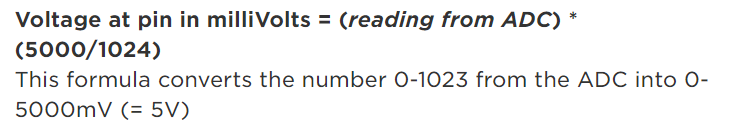 Voltage at pin in milliVolts = (reading from ADC) *
(5000/1024)
This formula converts the number 0-1023 from the ADC into 0-
5000mV (= 5V)